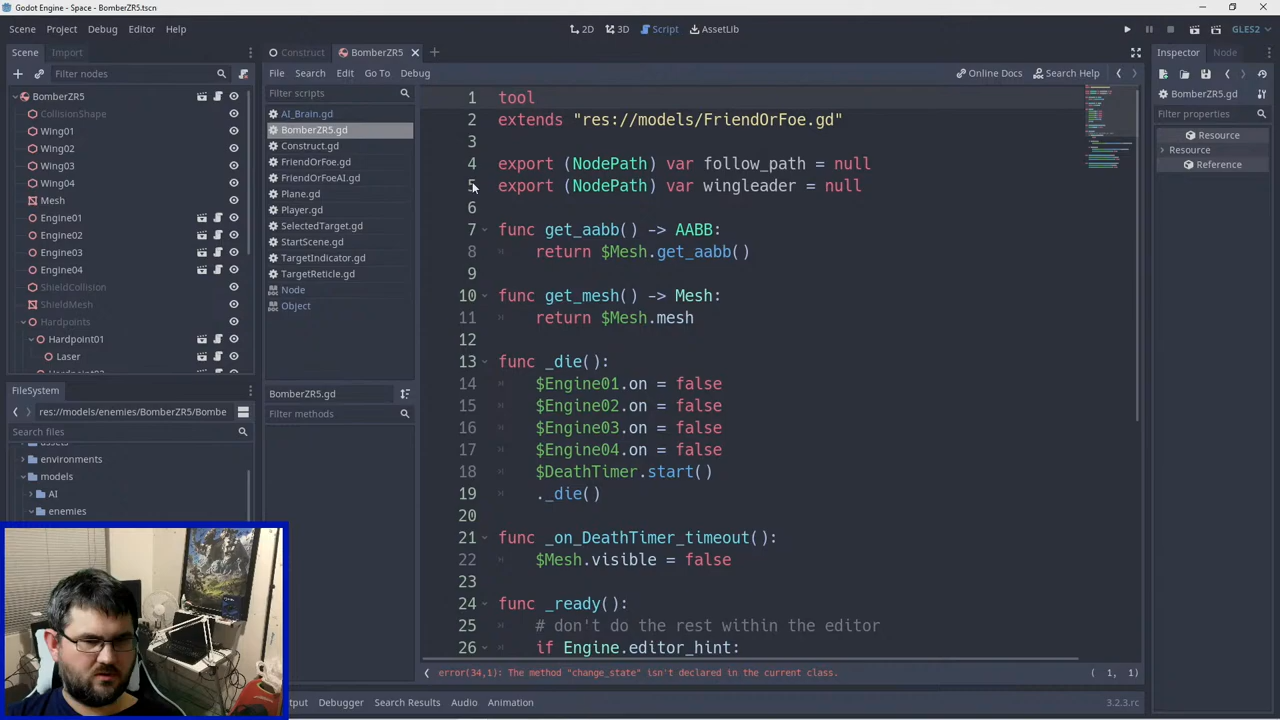 Godot Engine - Space - BomberZR5.tscn
Scene Project Debug Editor Help
2D 3D Script AssetLib
GLES2
Scene Import
Filter nodes
BomberZR5
CollisionShape
Wing01
Wing02
Wing03
Wing04
Mesh
Engine01
Engine02
Engine03
Engine04
ShieldCollision
ShieldMesh
Hardpoints
Hardpoint01
Laser
FileSystem
res://models/enemies/BomberZR5/Bombe
Search files
environments
models
AI
enemies
Construct
BomberZR5
File Search Edit Go To Debug
Online Docs Search Help
Filter scripts
AI_Brain.gd
BomberZR5.gd
Construct.gd
FriendOrFoe.gd
FriendOrFoeAI.gd
Plane.gd
Player.gd
SelectedTarget.gd
StartScene.gd
TargetIndicator.gd
TargetReticle.gd
Node
Object
BomberZR5.gd
Filter methods
1 tool
2 extends "res://models/FriendOrFoe.gd"
3
4 export (NodePath) var follow_path = null
5 export (NodePath) var wingleader = null
6
7 func get_aabb() -> AABB:
8 return $Mesh.get_aabb()
9
10 func get_mesh() -> Mesh:
11 return $Mesh.mesh
12
13 func _die():
14 $Engine01.on = false
15 $Engine02.on = false
16 $Engine03.on = false
17 $Engine04.on = false
18 $DeathTimer.start()
19 ._die()
20
21 func _on_DeathTimer_timeout():
22 $Mesh.visible = false
23
24 func _ready():
25 # don't do the rest within the editor
26 if Engine.editor_hint:
error(34,1): The method "change_state" isn't declared in the current class.
( 1, 1)
Debugger Search Results Audio Animation
3.2.3.rc
Inspector Node
BomberZR5.gd
Filter properties
Resource
Resource
Reference